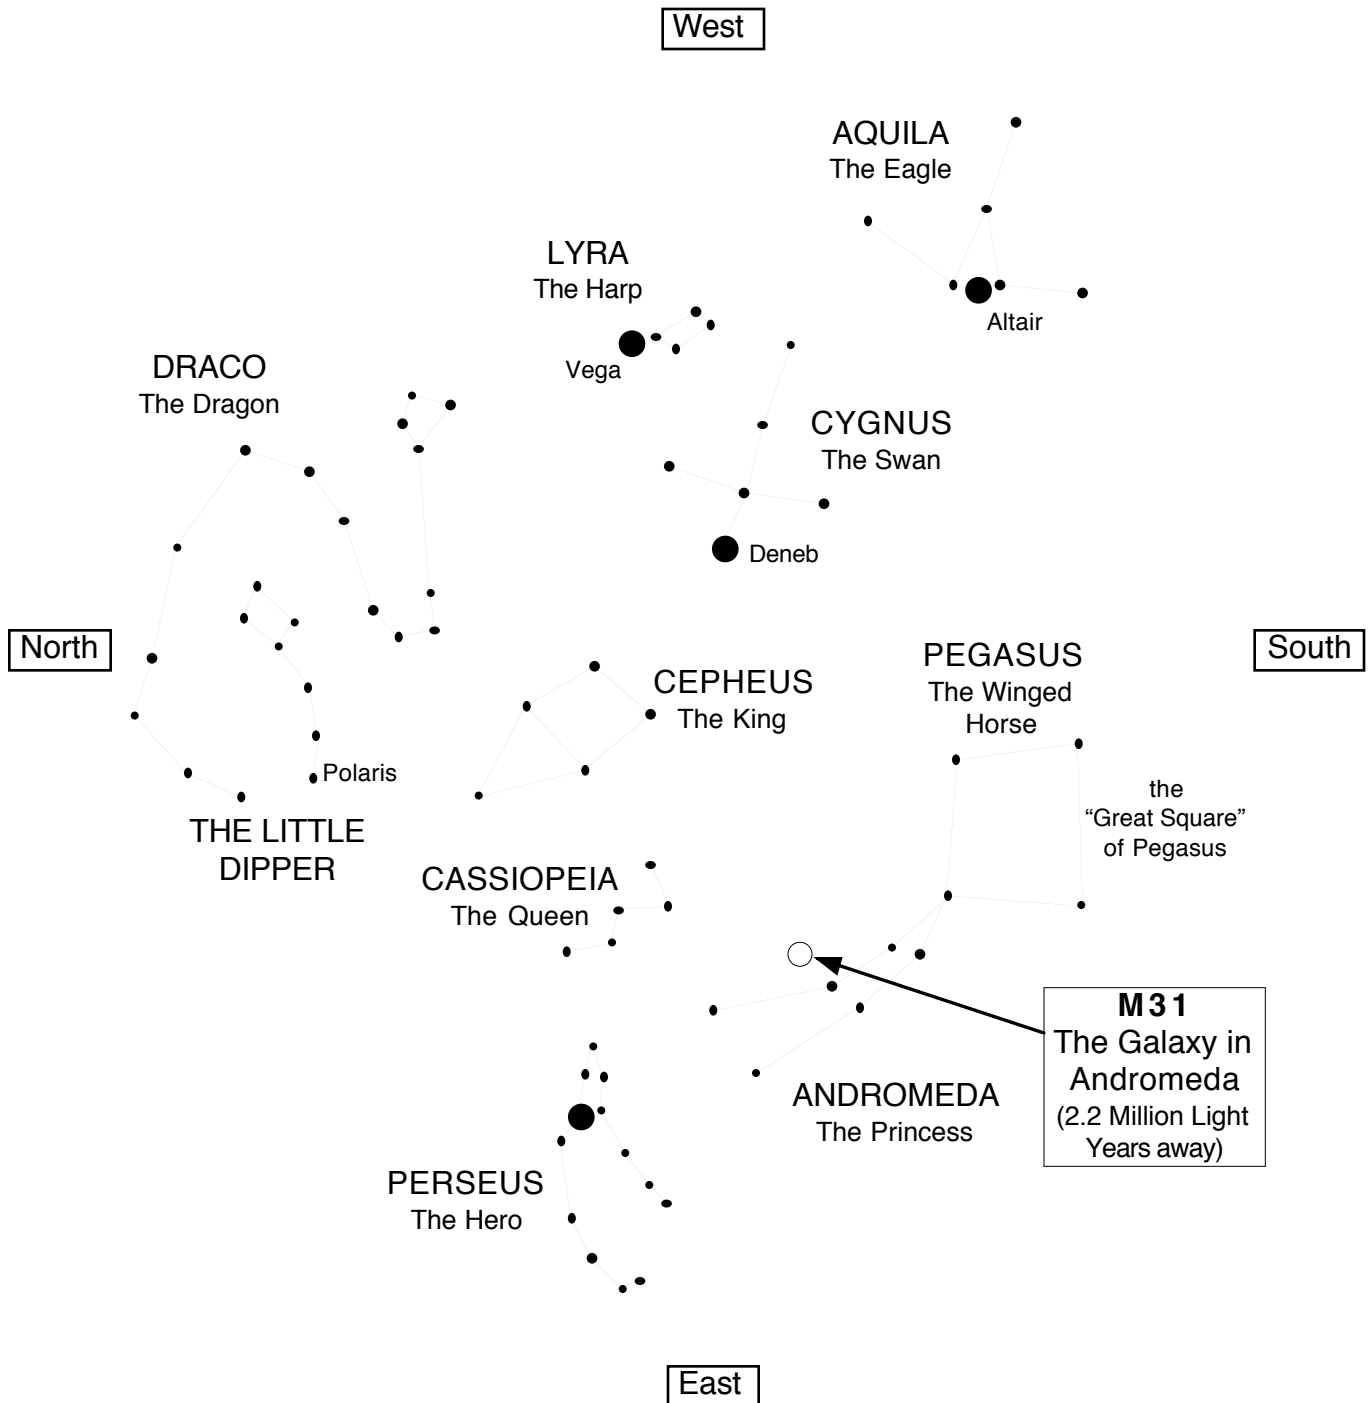 West
AQUILA
The Eagle
Altair
LYRA
The Harp
Vega
DRACO
The Dragon
CYGNUS
The Swan
Deneb
North
South
CEPHEUS
The King
PEGASUS
The Winged
Horse
the
“Great Square”
of Pegasus
Polaris
THE LITTLE
DIPPER
CASSIOPEIA
The Queen
M31
The Galaxy in
Andromeda
(2.2 Million Light
Years away)
ANDROMEDA
The Princess
PERSEUS
The Hero
East